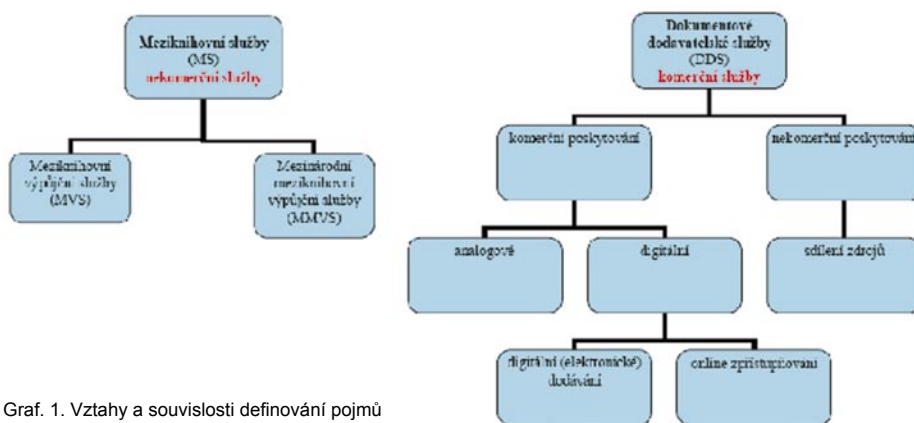 Meziknihovní služby
(MS)
nekomerční služby
Meziknihovní
výpůjční služby
(MVS)
Mezinárodní
meziknihovní
výpůjční služby
(MMVS)
Dokumentové
dodavatelské služby
(DDS)
komerční služby
komerční poskytování
nekomerční poskytování
analogové
digitální
sdílení zdrojů
digitální (elektronické)
dodávání
online zpřístupňování
Graf. 1. Vztahy a souvislosti definování pojmů